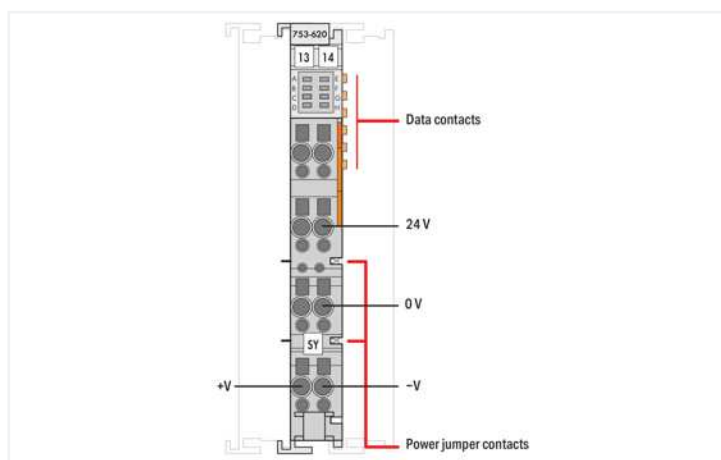 753-620
13 14
A E
B F
C G
D H
Data contacts
24 V
0 V
SY
+V
−V
Power jumper contacts